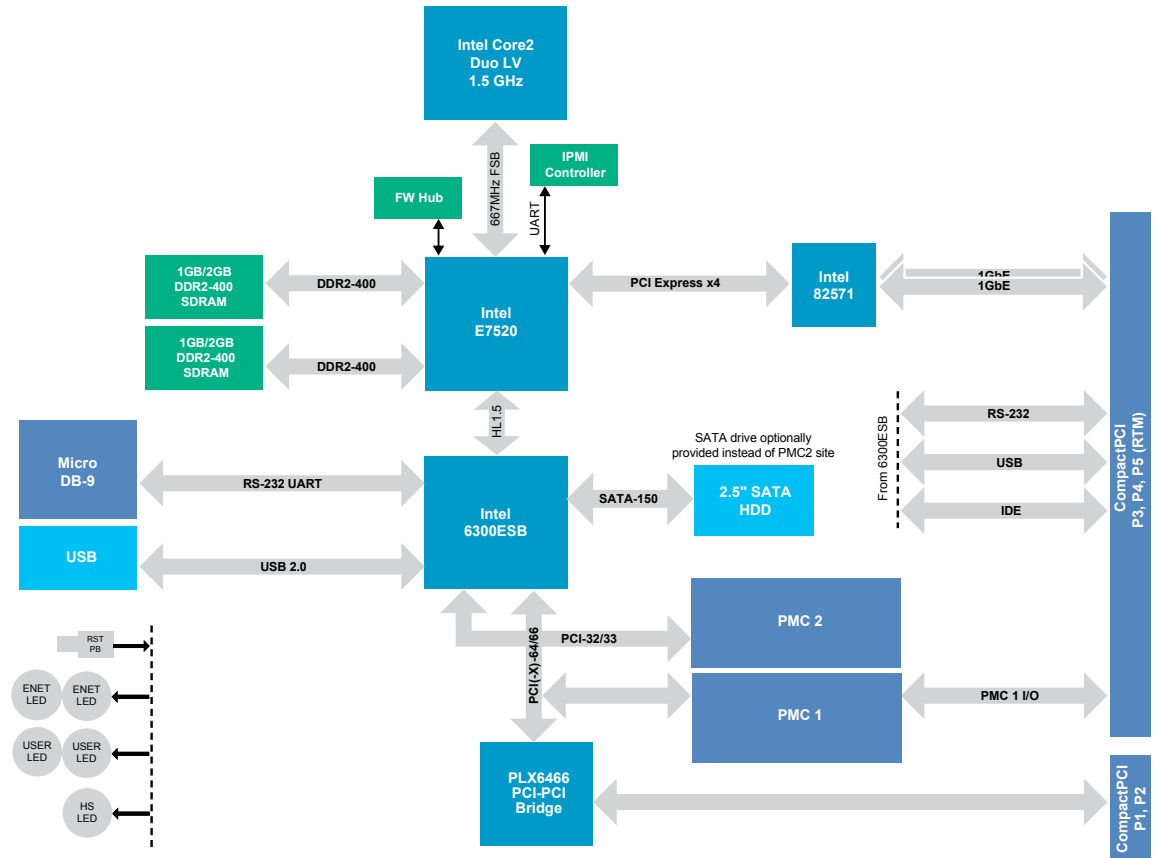 Intel Core2
Duo LV
1.5 GHz
667MHz FSB
IPMI
Controller
FW Hub
UART
1GB/2GB
DDR2-400
SDRAM
DDR2-400
Intel
E7520
PCI Express x4
Intel
82571
1GbE
1GbE
1GB/2GB
DDR2-400
SDRAM
DDR2-400
HL1.5
CompactPCI
P3, P4, P5 (RTM)
Micro
DB-9
RS-232 UART
Intel
6300ESB
SATA-150
SATA drive optionally
provided instead of PMC2 site
2.5" SATA
HDD
From 6300ESB
RS-232
USB
IDE
USB
USB 2.0
PCI-32/33
PMC 2
PCI(-X)-64/66
PMC 1
PMC 1 I/O
RST
PB
ENET
LED
ENET
LED
USER
LED
USER
LED
HS
LED
PLX6466
PCI-PCI
Bridge
CompactPCI
P1, P2